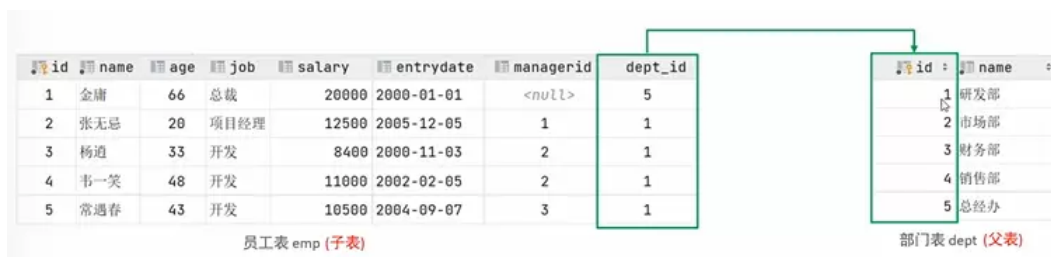 id name age job salary entrydate managerid dept_id id name
1 金庸 66 总裁 20000 2000-01-01 <null> 5 1 研发部
2 张无忌 20 项目经理 12500 2005-12-05 1 1 2 市场部
3 杨逍 33 开发 8400 2000-11-03 2 1 3 财务部
4 韦一笑 48 开发 11000 2002-02-05 2 1 4 销售部
5 常遇春 43 开发 10500 2004-09-07 3 1 5 总经办
员工表 emp (子表) 部门表 dept (父表)